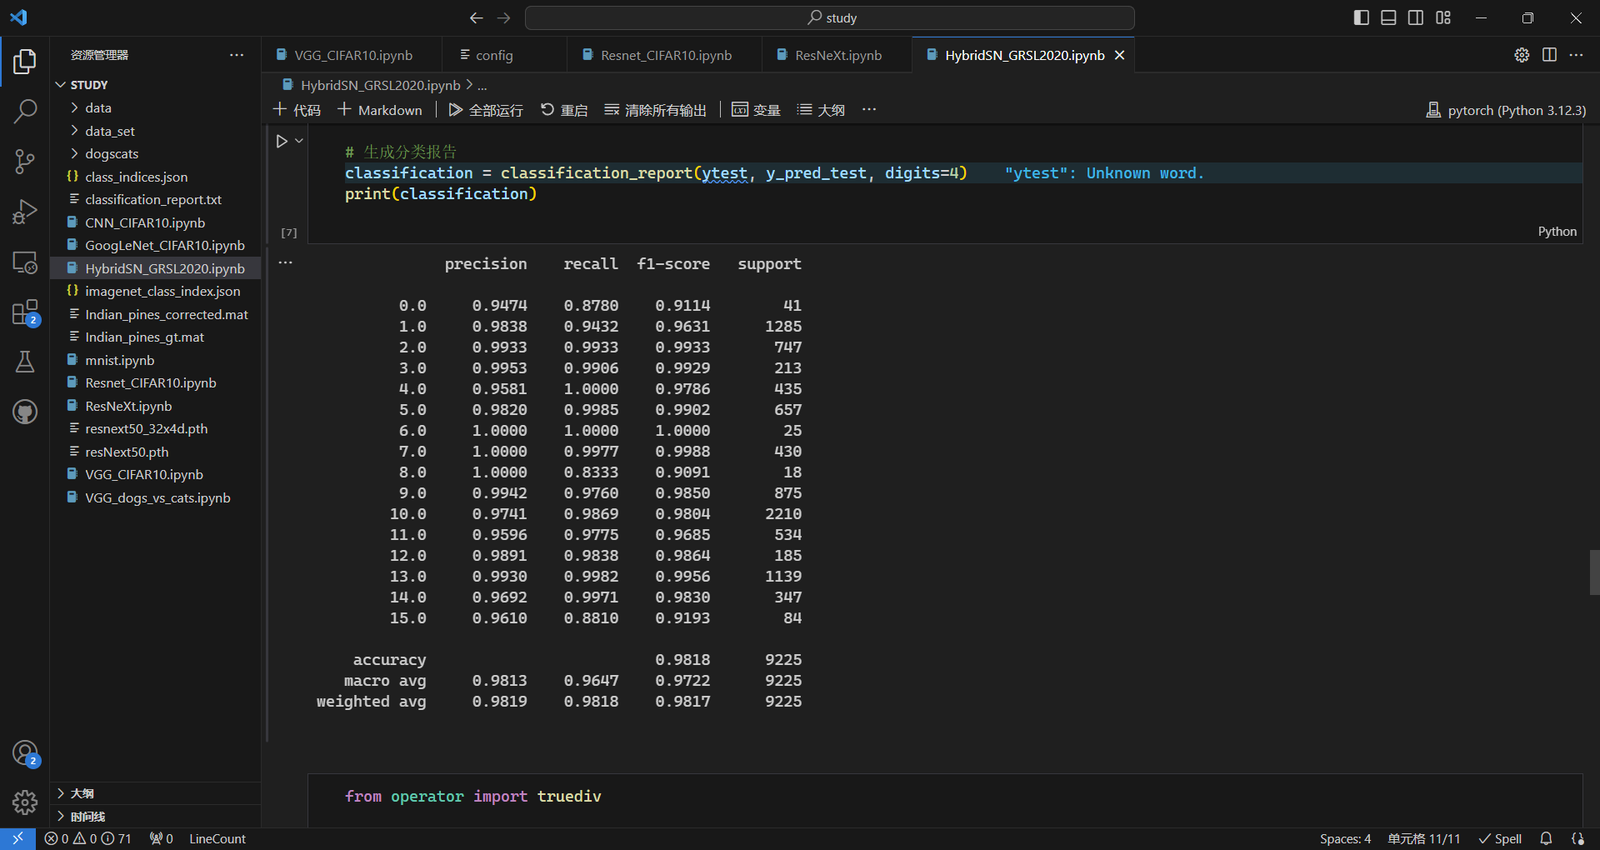 study
资源管理器
STUDY
data
data_set
dogscats
class_indices.json
classification_report.txt
CNN_CIFAR10.ipynb
GoogLeNet_CIFAR10.ipynb
HybridSN_GRSL2020.ipynb
imagenet_class_index.json
Indian_pines_corrected.mat
Indian_pines_gt.mat
mnist.ipynb
Resnet_CIFAR10.ipynb
ResNeXt.ipynb
resnext50_32x4d.pth
resNext50.pth
VGG_CIFAR10.ipynb
VGG_dogs_vs_cats.ipynb
大纲
时间线
2
2
VGG_CIFAR10.ipynb config Resnet_CIFAR10.ipynb ResNeXt.ipynb HybridSN_GRSL2020.ipynb
HybridSN_GRSL2020.ipynb > ...
代码 Markdown 全部运行 重启 清除所有输出 变量 大纲 ... pytorch (Python 3.12.3)
# 生成分类报告
classification = classification_report(ytest, y_pred_test, digits=4) "ytest": Unknown word.
print(classification)
[7] Python
precision recall f1-score support
0.0 0.9474 0.8780 0.9114 41
1.0 0.9838 0.9432 0.9631 1285
2.0 0.9933 0.9933 0.9933 747
3.0 0.9953 0.9906 0.9929 213
4.0 0.9581 1.0000 0.9786 435
5.0 0.9820 0.9985 0.9902 657
6.0 1.0000 1.0000 1.0000 25
7.0 1.0000 0.9977 0.9988 430
8.0 1.0000 0.8333 0.9091 18
9.0 0.9942 0.9760 0.9850 875
10.0 0.9741 0.9869 0.9804 2210
11.0 0.9596 0.9775 0.9685 534
12.0 0.9891 0.9838 0.9864 185
13.0 0.9930 0.9982 0.9956 1139
14.0 0.9692 0.9971 0.9830 347
15.0 0.9610 0.8810 0.9193 84
accuracy 0.9818 9225
macro avg 0.9813 0.9647 0.9722 9225
weighted avg 0.9819 0.9818 0.9817 9225
from operator import truediv
0 0 71 0 LineCount Spaces: 4 单元格 11/11 Spell